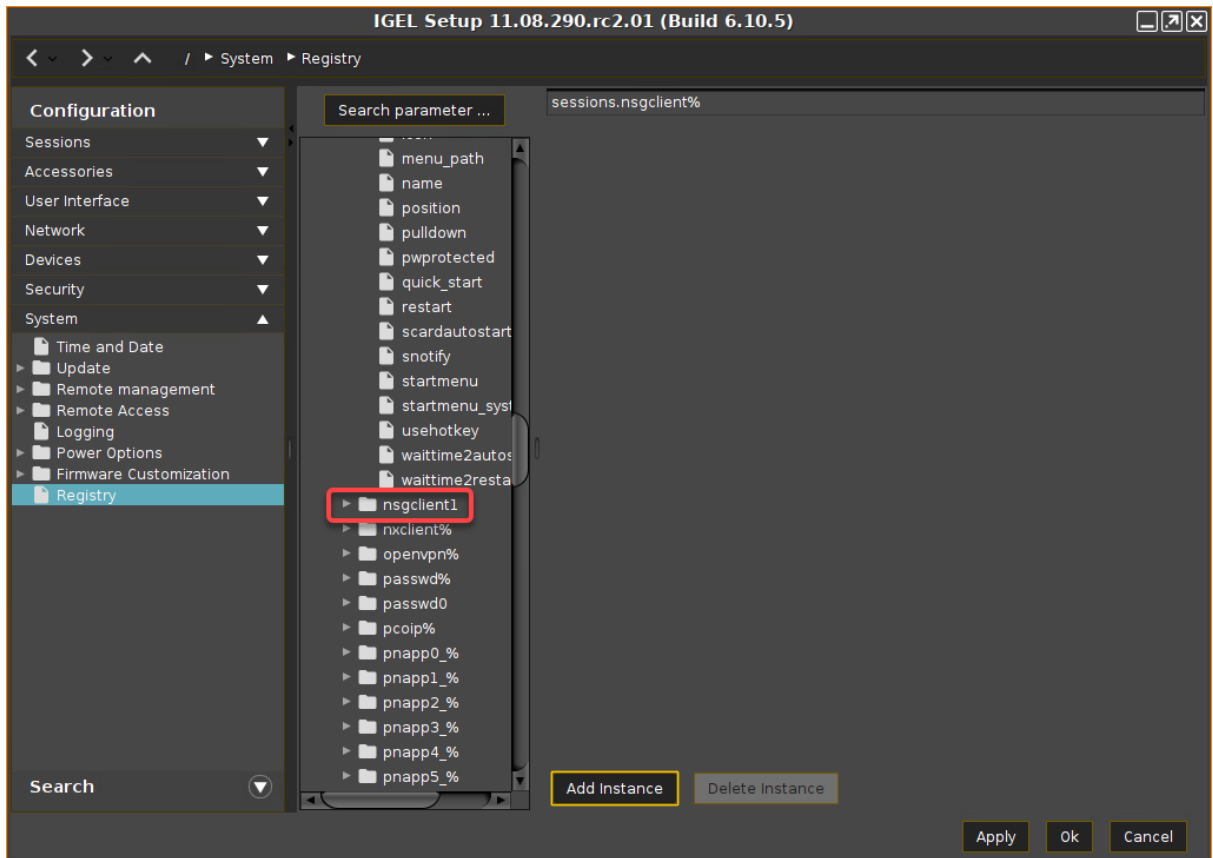 IGEL Setup 11.08.290.rc2.01 (Build 6.10.5)
/ System Registry
Configuration
Sessions
Accessories
User Interface
Network
Devices
Security
System
Time and Date
Update
Remote management
Remote Access
Logging
Power Options
Firmware Customization
Registry
Search
Search parameter ...
menu_path
name
position
pulldown
pwprotected
quick_start
restart
scardautostart
snotify
startmenu
startmenu_syst
usehotkey
waittime2autos
waittime2resta
nsgclient1
nxclient%
openvpn%
passwd%
passwd0
pcoip%
pnapp0_%
pnapp1_%
pnapp2_%
pnapp3_%
pnapp4_%
pnapp5_%
sessions.nsgclient%
Add Instance Delete Instance
Apply Ok Cancel